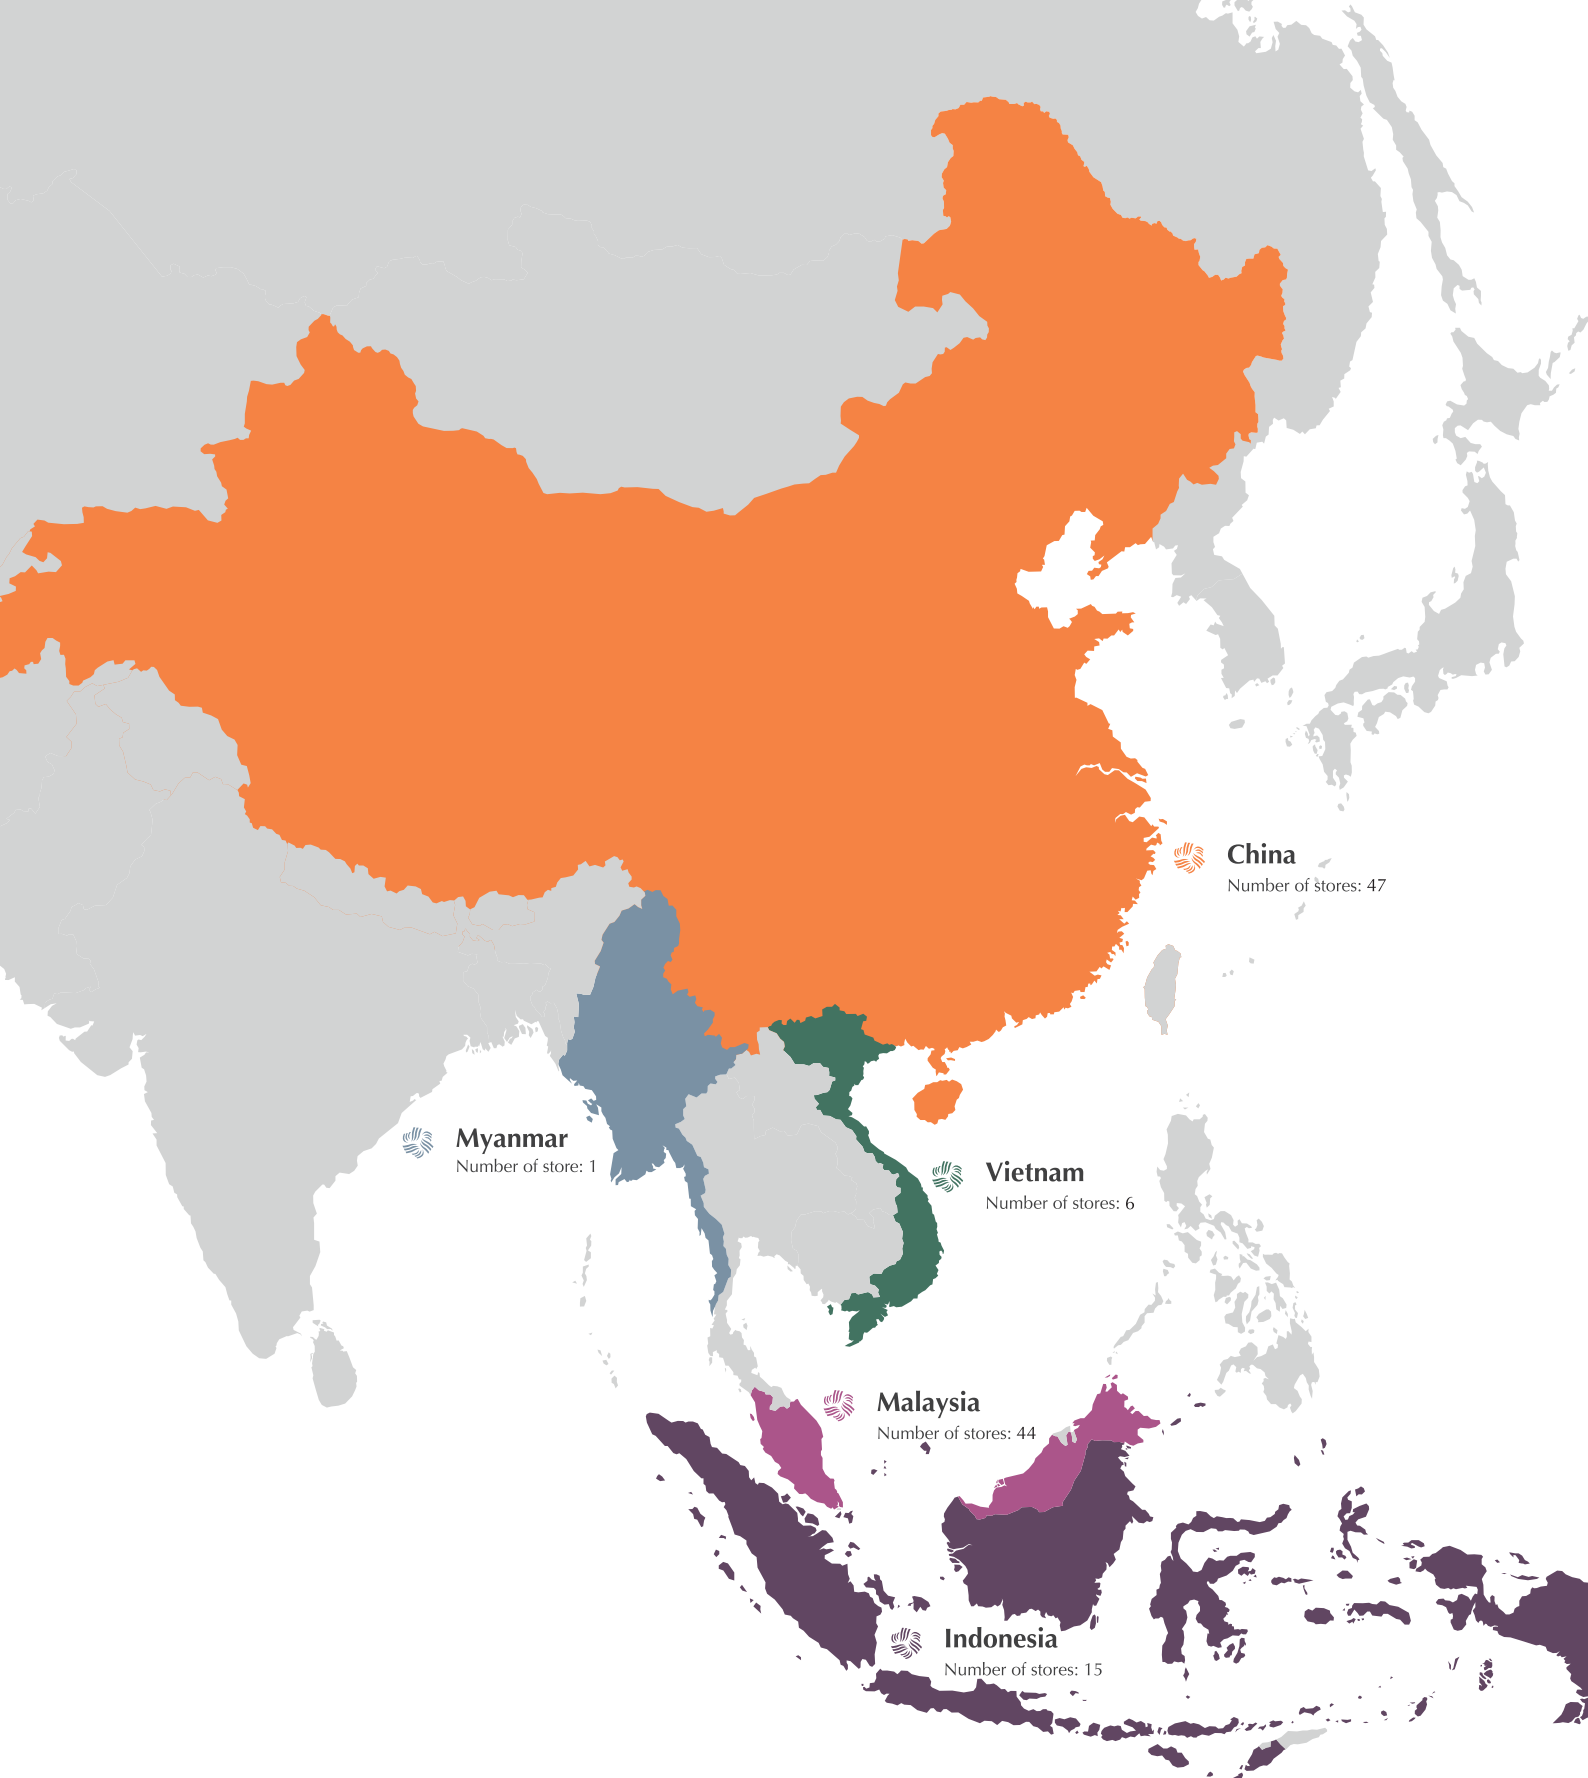 China
Number of stores: 47
Myanmar
Number of store: 1
Vietnam
Number of stores: 6
Malaysia
Number of stores: 44
Indonesia
Number of stores: 15